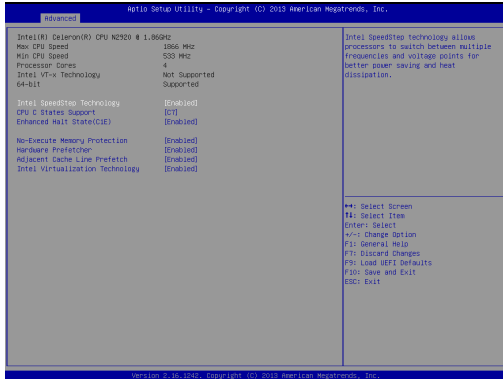 Aptio Setup Utility - Copyright (C) 2013 American Megatrends, Inc.
Advanced
Intel(R) Celeron(R) CPU N2920 @ 1.86GHz
Max CPU Speed 1866 MHz
Min CPU Speed 533 MHz
Processor Cores 4
Intel VT-x Technology Not Supported
64-bit Supported
Intel SpeedStep Technology [Enabled]
CPU C States Support [C7]
Enhanced Halt State(C1E) [Enabled]
No-Execute Memory Protection [Enabled]
Hardware Prefetcher [Enabled]
Adjacent Cache Line Prefetch [Enabled]
Intel Virtualization Technology [Enabled]
Intel SpeedStep technology allows
processors to switch between multiple
frequencies and voltage points for
better power saving and heat
dissipation.
→←: Select Screen
↑↓: Select Item
Enter: Select
+/-: Change Option
F1: General Help
F7: Discard Changes
F9: Load UEFI Defaults
F10: Save and Exit
ESC: Exit
Version 2.16.1242. Copyright (C) 2013 American Megatrends, Inc.